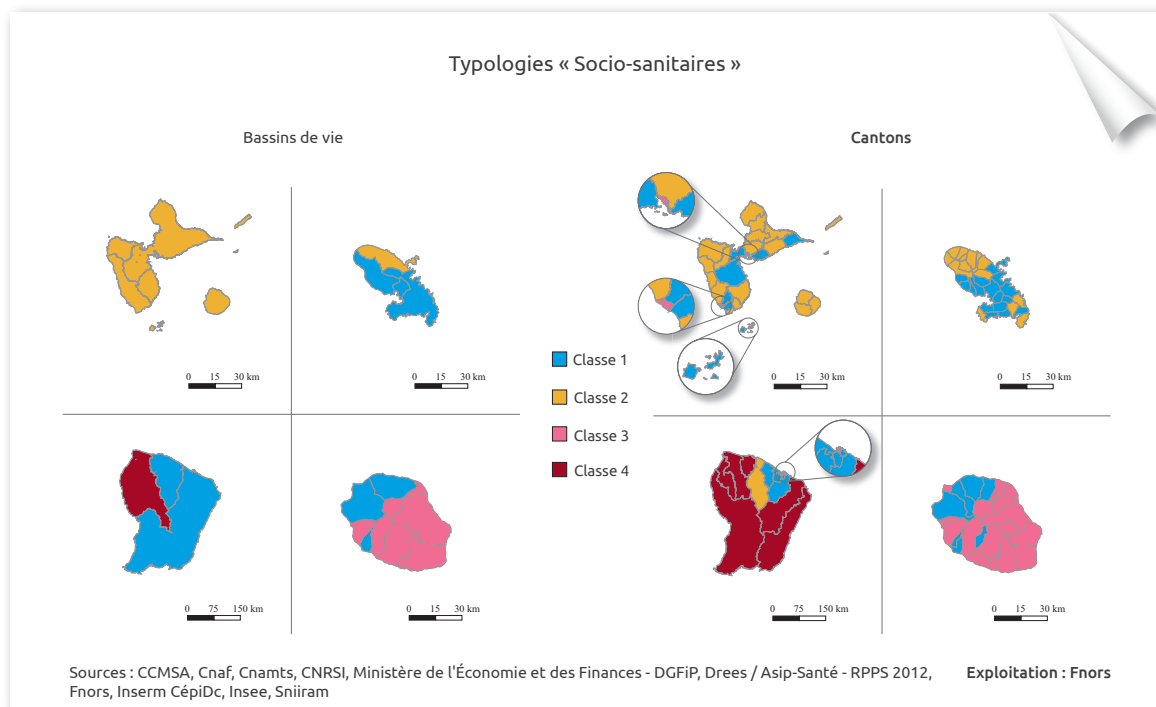 Typologies « Socio-sanitaires »
Bassins de vie
Cantons
0 15 30 km
0 15 30 km
0 15 30 km
0 15 30 km
Classe 1
Classe 2
Classe 3
Classe 4
0 75 150 km
0 15 30 km
0 75 150 km
0 15 30 km
Sources : CCMSA, Cnaf, Cnamts, CNRSI, Ministère de l'Économie et des Finances - DGFiP, Drees / Asip-Santé - RPPS 2012,
Fnors, Inserm CépiDc, Insee, Sniiram
Exploitation : Fnors